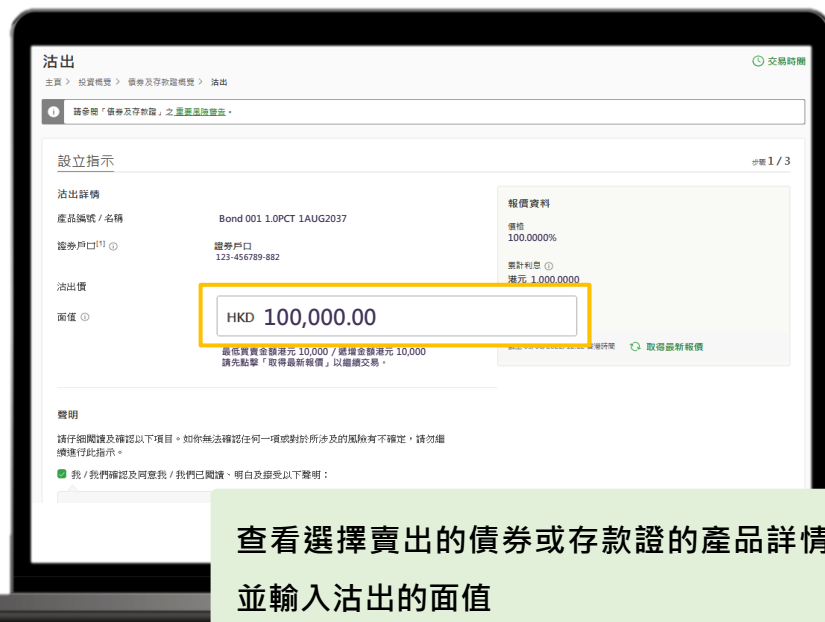 沽出
交易時間
主頁 > 投資概覽 > 債券及存款證概覽 > 沽出
請參閱「債券及存款證」之 重要風險警告。
設立指示
步驟 1 / 3
沽出詳情
產品編號 / 名稱
Bond 001 1.0PCT 1AUG2037
證券戶口[1]
證券戶口
123-456789-882
沽出價
面值
HKD 100,000.00
最低買賣金額港元 10,000 / 遞增金額港元 10,000
請先點擊「取得最新報價」以繼續交易。
報價資料
價格
100.0000%
累計利息
港元 1,000.0000
取得最新報價
聲明
請仔細閱讀及確認以下項目。如你無法確認任何一項或對於所涉及的風險有不確定，請勿繼
續進行此指示。
我 / 我們確認及同意我 / 我們已閱讀、明白及接受以下聲明：
查看選擇賣出的債券或存款證的產品詳情
並輸入沽出的面值